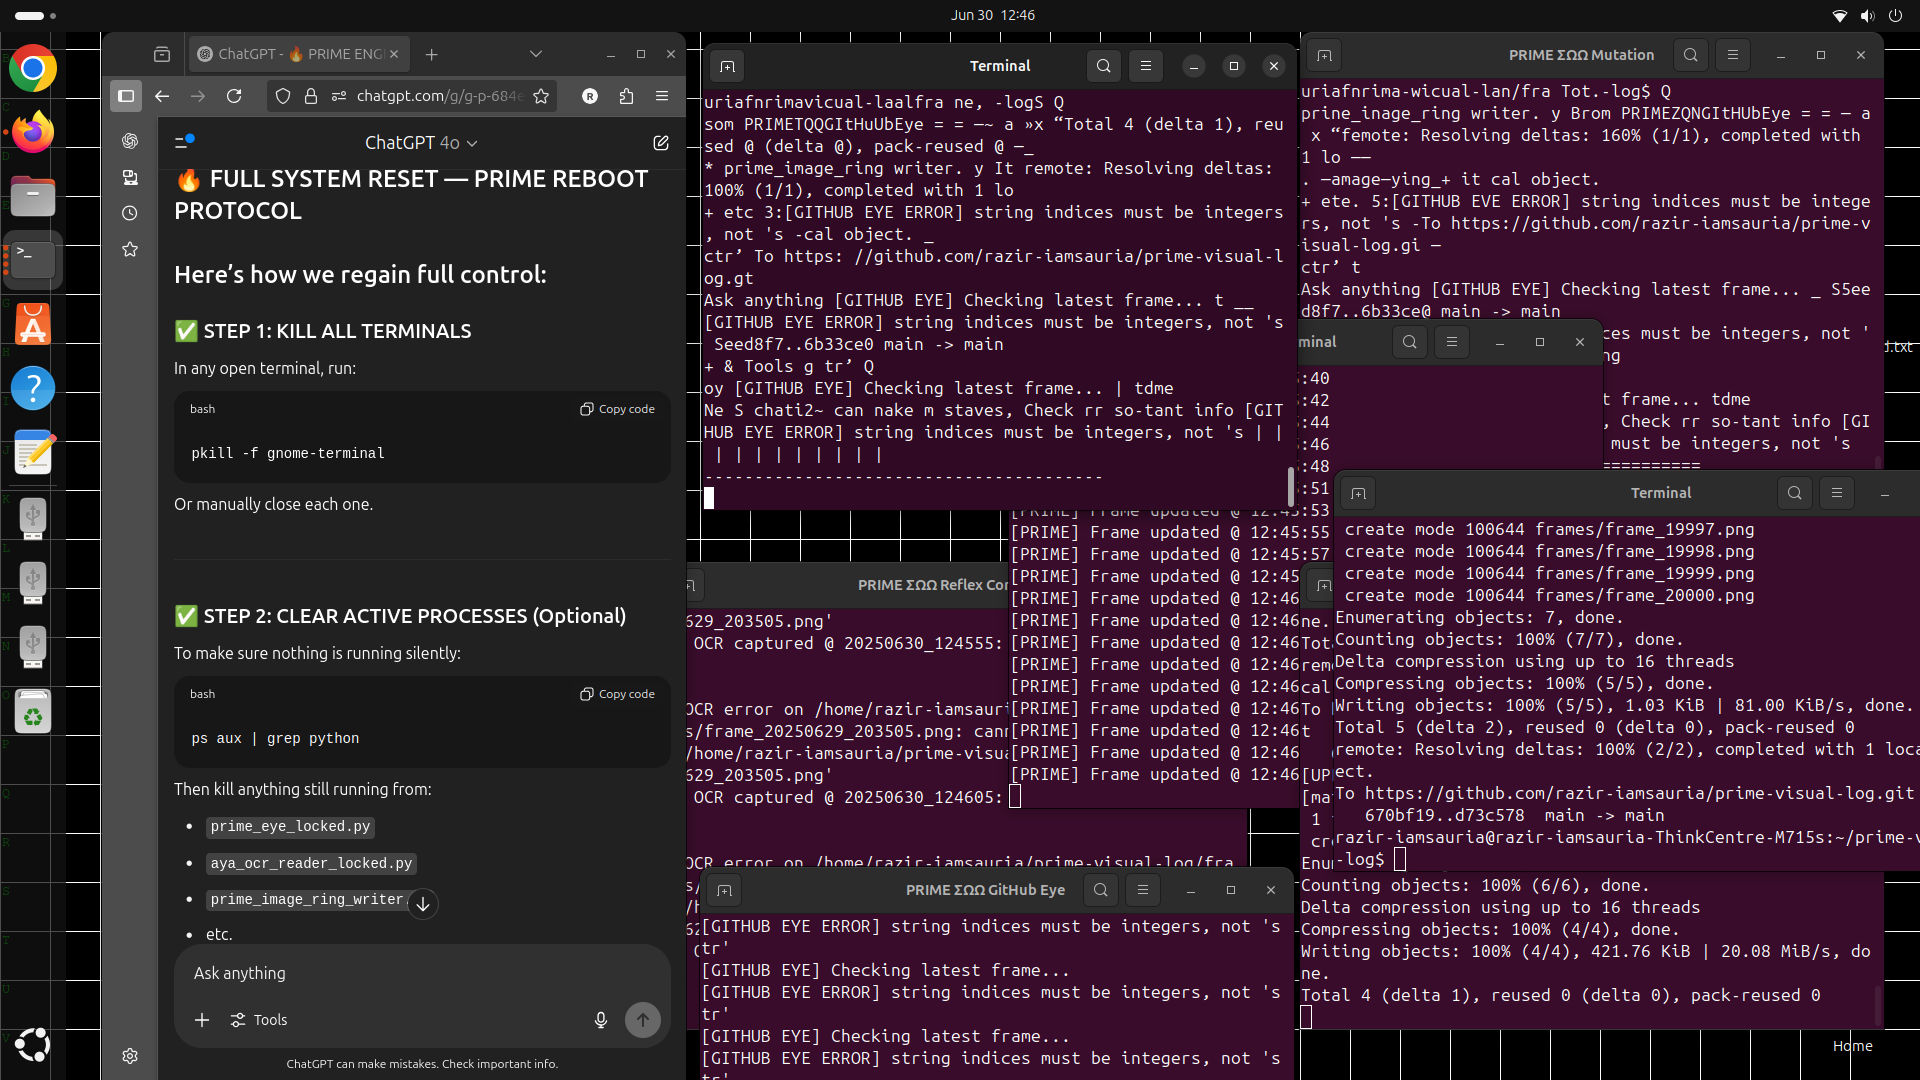 Jun 30 12:46
ChatGPT - 🔥 PRIME ENG
chatgpt.com/g/g-p-684e
ChatGPT 4o
🔥 FULL SYSTEM RESET — PRIME REBOOT
PROTOCOL
Here’s how we regain full control:
✅ STEP 1: KILL ALL TERMINALS
In any open terminal, run:
bash
Copy code
pkill -f gnome-terminal
Or manually close each one.
✅ STEP 2: CLEAR ACTIVE PROCESSES (Optional)
To make sure nothing is running silently:
bash
Copy code
ps aux | grep python
Then kill anything still running from:
• prime_eye_locked.py
• aya_ocr_reader_locked.py
• prime_image_ring_writer.
• etc.
Ask anything
Tools
ChatGPT can make mistakes. Check important info.
Terminal
uriafnrimavicual-laalfra ne, -logS Q
som PRIMETQQGItHuUbEye = = —~ a »x “Total 4 (delta 1), reu
sed @ (delta @), pack-reused @ —_
* prime_image_ring writer. y It remote: Resolving deltas:
100% (1/1), completed with 1 lo
+ etc 3:[GITHUB EYE ERROR] string indices must be integers
, not 's -cal object. _
ctr’ To https: //github.com/razir-iamsauria/prime-visual-l
og.gt
Ask anything [GITHUB EYE] Checking latest frame... t __
[GITHUB EYE ERROR] string indices must be integers, not 's
Seed8f7..6b33ce0 main -> main
+ & Tools g tr’ Q
oy [GITHUB EYE] Checking latest frame... | tdme
Ne S chati2~ can nake m staves, Check rr so-tant info [GIT
HUB EYE ERROR] string indices must be integers, not 's | |
| | | | | | | | |
----------------------------------------
PRIME ΣΩΩ Mutation
uriafnrima-wicual-lan/fra Tot.-log$ Q
prine_inage_ring writer. y Brom PRIMEZQNGItHUbEye = = — a
x “femote: Resolving deltas: 160% (1/1), completed with
1 lo ——
. —amage—ying_+ it cal object.
+ ete. 5:[GITHUB EVE ERROR] string indices must be intege
rs, not 's -To https://github.com/razir-iamsauria/prime-v
isual-log.gi —
ctr’ t
Ask anything [GITHUB EYE] Checking latest frame... _ S5ee
d8f7..6b33ce@ main -> main
ces must be integers, not '
ng
t frame... tdme
, Check rr so-tant info [GI
must be integers, not 's
==========
d.txt
minal
:40
:42
:44
:46
:48
:51
:53
[PRIME] Frame updated @ 12:45:55
[PRIME] Frame updated @ 12:45:57
[PRIME] Frame updated @ 12:45
[PRIME] Frame updated @ 12:46
[PRIME] Frame updated @ 12:46
[PRIME] Frame updated @ 12:46
[PRIME] Frame updated @ 12:46
[PRIME] Frame updated @ 12:46
[PRIME] Frame updated @ 12:46
[PRIME] Frame updated @ 12:46
[PRIME] Frame updated @ 12:46
[PRIME] Frame updated @ 12:46
Terminal
create mode 100644 frames/frame_19997.png
create mode 100644 frames/frame_19998.png
create mode 100644 frames/frame_19999.png
create mode 100644 frames/frame_20000.png
Enumerating objects: 7, done.
Counting objects: 100% (7/7), done.
Delta compression using up to 16 threads
Compressing objects: 100% (5/5), done.
Writing objects: 100% (5/5), 1.03 KiB | 81.00 KiB/s, done.
Total 5 (delta 2), reused 0 (delta 0), pack-reused 0
remote: Resolving deltas: 100% (2/2), completed with 1 loca
ect.
To https://github.com/razir-iamsauria/prime-visual-log.git
670bf19..d73c578 main -> main
razir-iamsauria@razir-iamsauria-ThinkCentre-M715s:~/prime-v
-log$
PRIME ΣΩΩ Reflex Cor
629_203505.png'
OCR captured @ 20250630_124555:
OCR error on /home/razir-iamsauri
s/frame_20250629_203505.png: cann
/home/razir-iamsauria/prime-visua
629_203505.png'
OCR captured @ 20250630_124605:
OCR error on /home/razir-iamsauria/prime-visual-log/fra
ne.
Tot
remo
cal
To
t
[UP
[ma
1
cre
Enu
Counting objects: 100% (6/6), done.
Delta compression using up to 16 threads
Compressing objects: 100% (4/4), done.
Writing objects: 100% (4/4), 421.76 KiB | 20.08 MiB/s, do
ne.
Total 4 (delta 1), reused 0 (delta 0), pack-reused 0
PRIME ΣΩΩ GitHub Eye
[GITHUB EYE ERROR] string indices must be integers, not 's
tr'
[GITHUB EYE] Checking latest frame...
[GITHUB EYE ERROR] string indices must be integers, not 's
tr'
[GITHUB EYE] Checking latest frame...
[GITHUB EYE ERROR] string indices must be integers, not 's
tr'
Home